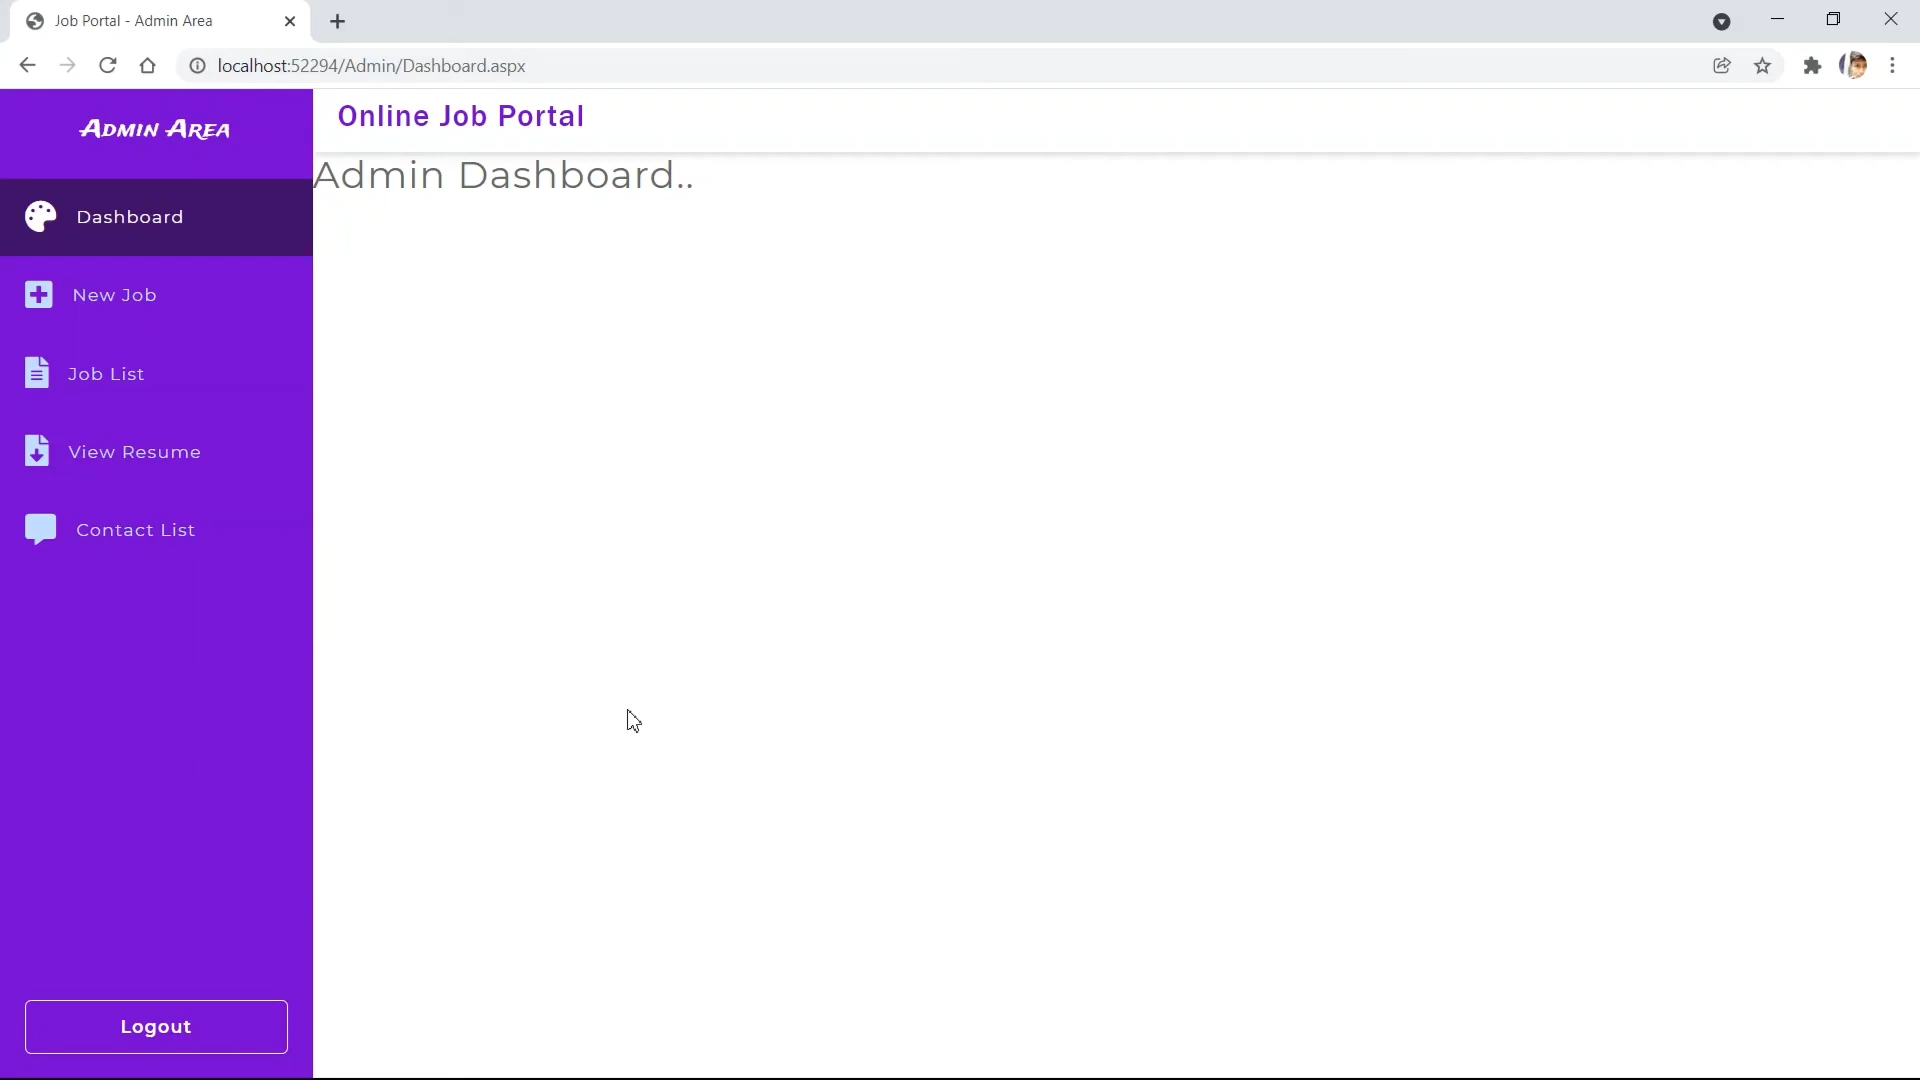 Job Portal - Admin Area
localhost:52294/Admin/Dashboard.aspx
Admin Area
Online Job Portal
Admin Dashboard..
Dashboard
New Job
Job List
View Resume
Contact List
Logout